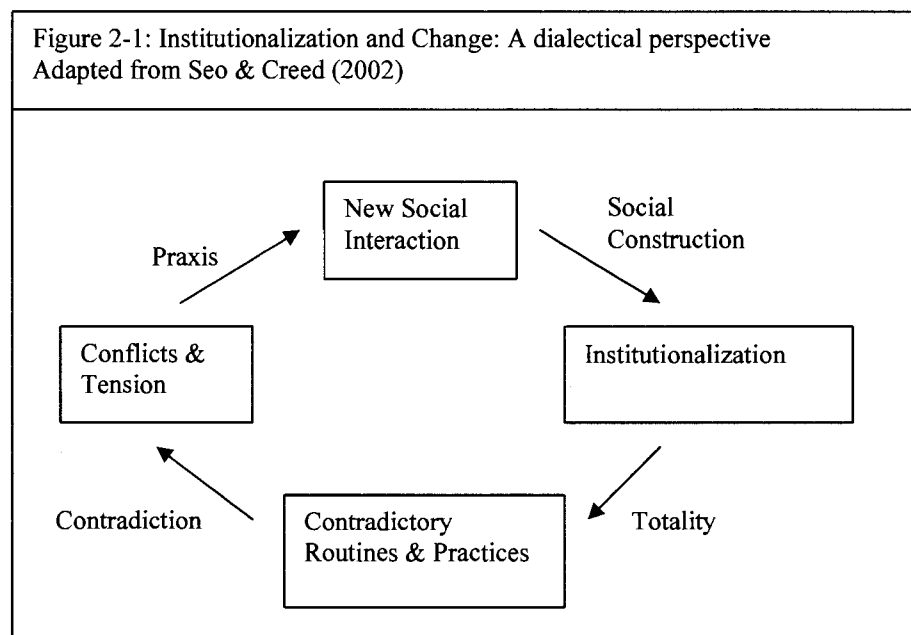 Figure 2-1: Institutionalization and Change: A dialectical perspective
Adapted from Seo & Creed (2002)
New Social
Interaction
Social
Construction
Praxis
Conflicts &
Tension
Institutionalization
Contradiction
Contradictory
Routines & Practices
Totality